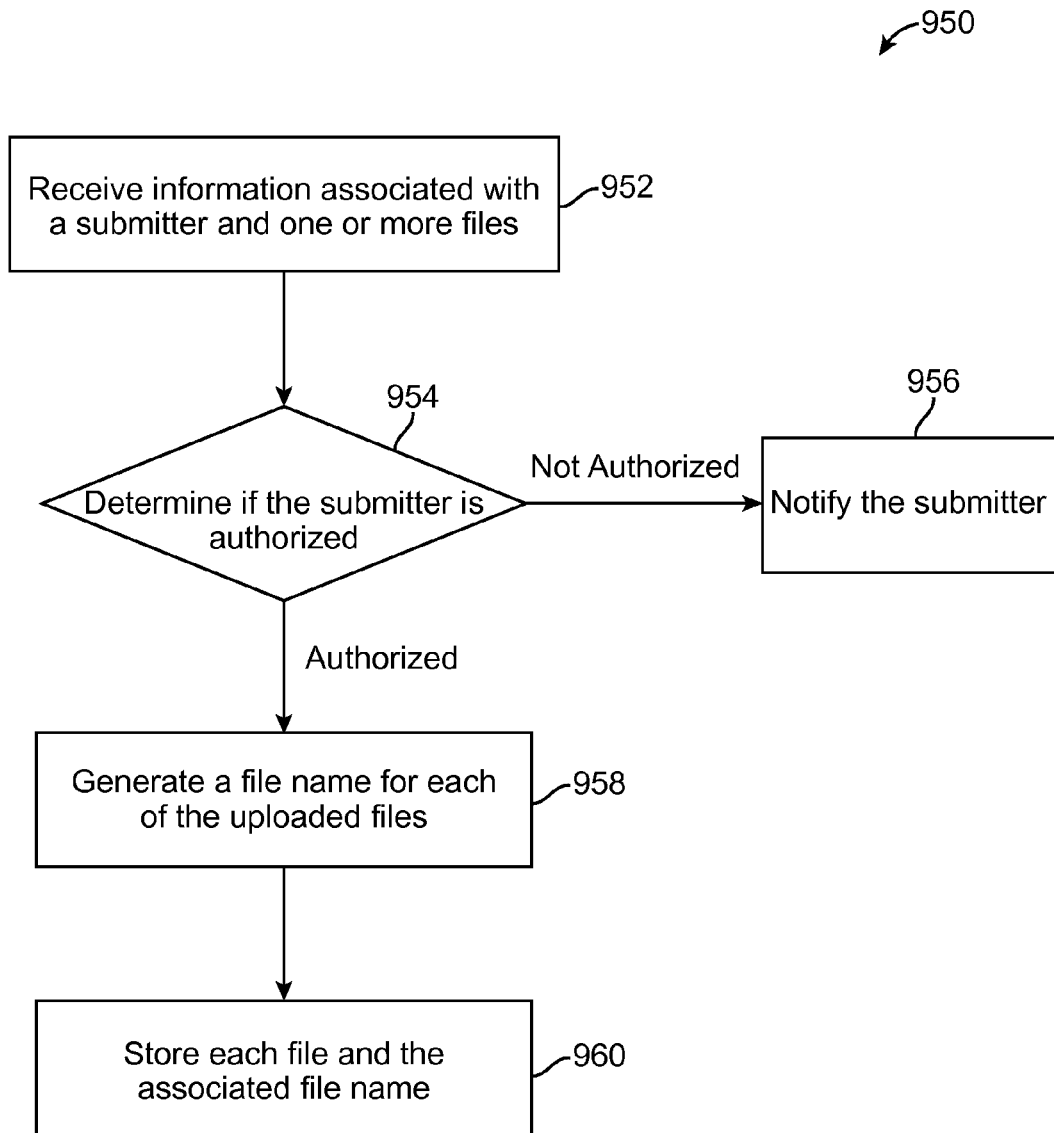 950
Receive information associated with
a submitter and one or more files
952
954
Determine if the submitter is
authorized
Not Authorized
956
Notify the submitter
Authorized
Generate a file name for each
of the uploaded files
958
Store each file and the
associated file name
960